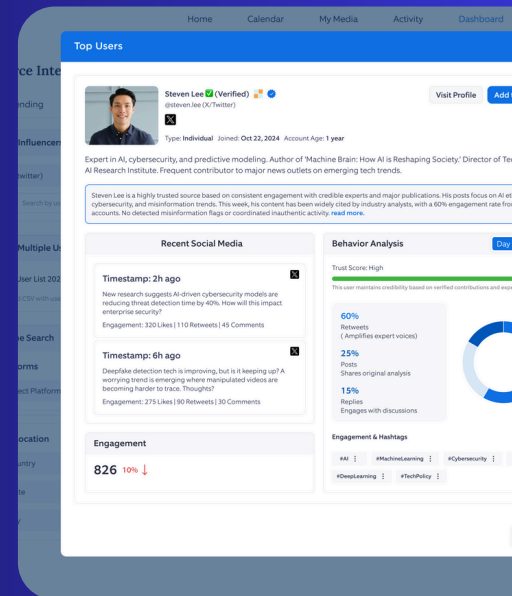 Home Calendar My Media Activity Dashboard
Top Users
rce Inte
ending
Influencers
twitter)
Search by us
Multiple Us
User List 202
d CSV with use
ne Search
orms
ect Platform
ocation
untry
te
y
Steven Lee ✅ (Verified)
@steven.lee (X/Twitter)
Type: Individual Joined: Oct 22, 2024 Account Age: 1 year
Visit Profile Add
Expert in AI, cybersecurity, and predictive modeling. Author of 'Machine Brain: How AI is Reshaping Society.' Director of Tec
AI Research Institute. Frequent contributor to major news outlets on emerging tech trends.
Steven Lee is a highly trusted source based on consistent engagement with credible experts and major publications. His posts focus on AI et
cybersecurity, and misinformation trends. This week, his content has been widely cited by industry analysts, with a 60% engagement rate from
accounts. No detected misinformation flags or coordinated inauthentic activity. read more.
Recent Social Media
Timestamp: 2h ago
New research suggests AI-driven cybersecurity models are
reducing threat detection time by 40%. How will this impact
enterprise security?
Engagement: 320 Likes | 110 Retweets | 45 Comments
Timestamp: 6h ago
Deepfake detection tech is improving, but is it keeping up? A
worrying trend is emerging where manipulated videos are
becoming harder to trace. Thoughts?
Engagement: 275 Likes | 90 Retweets | 30 Comments
Engagement
826 10% ↓
Behavior Analysis
Day
Trust Score: High
This user maintains credibility based on verified contributions and expe
60%
Retweets
( Amplifies expert voices)
25%
Posts
Shares original analysis
15%
Replies
Engages with discussions
Engagement & Hashtags
#AI #MachineLearning #Cybersecurity
#DeepLearning #TechPolicy